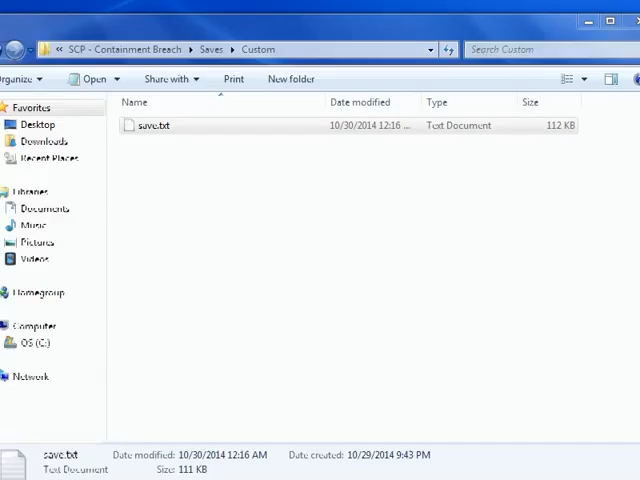 « SCP - Containment Breach ▸ Saves ▸ Custom
Search Custom
Organize
Open
Share with
Print
New folder
Name
Date modified
Type
Size
save.txt
10/30/2014 12:16 ...
Text Document
112 KB
Favorites
Desktop
Downloads
Recent Places
Libraries
Documents
Music
Pictures
Videos
Homegroup
Computer
OS (C:)
Network
save.txt
Date modified: 10/30/2014 12:16 AM
Date created: 10/29/2014 9:43 PM
Text Document
Size: 111 KB